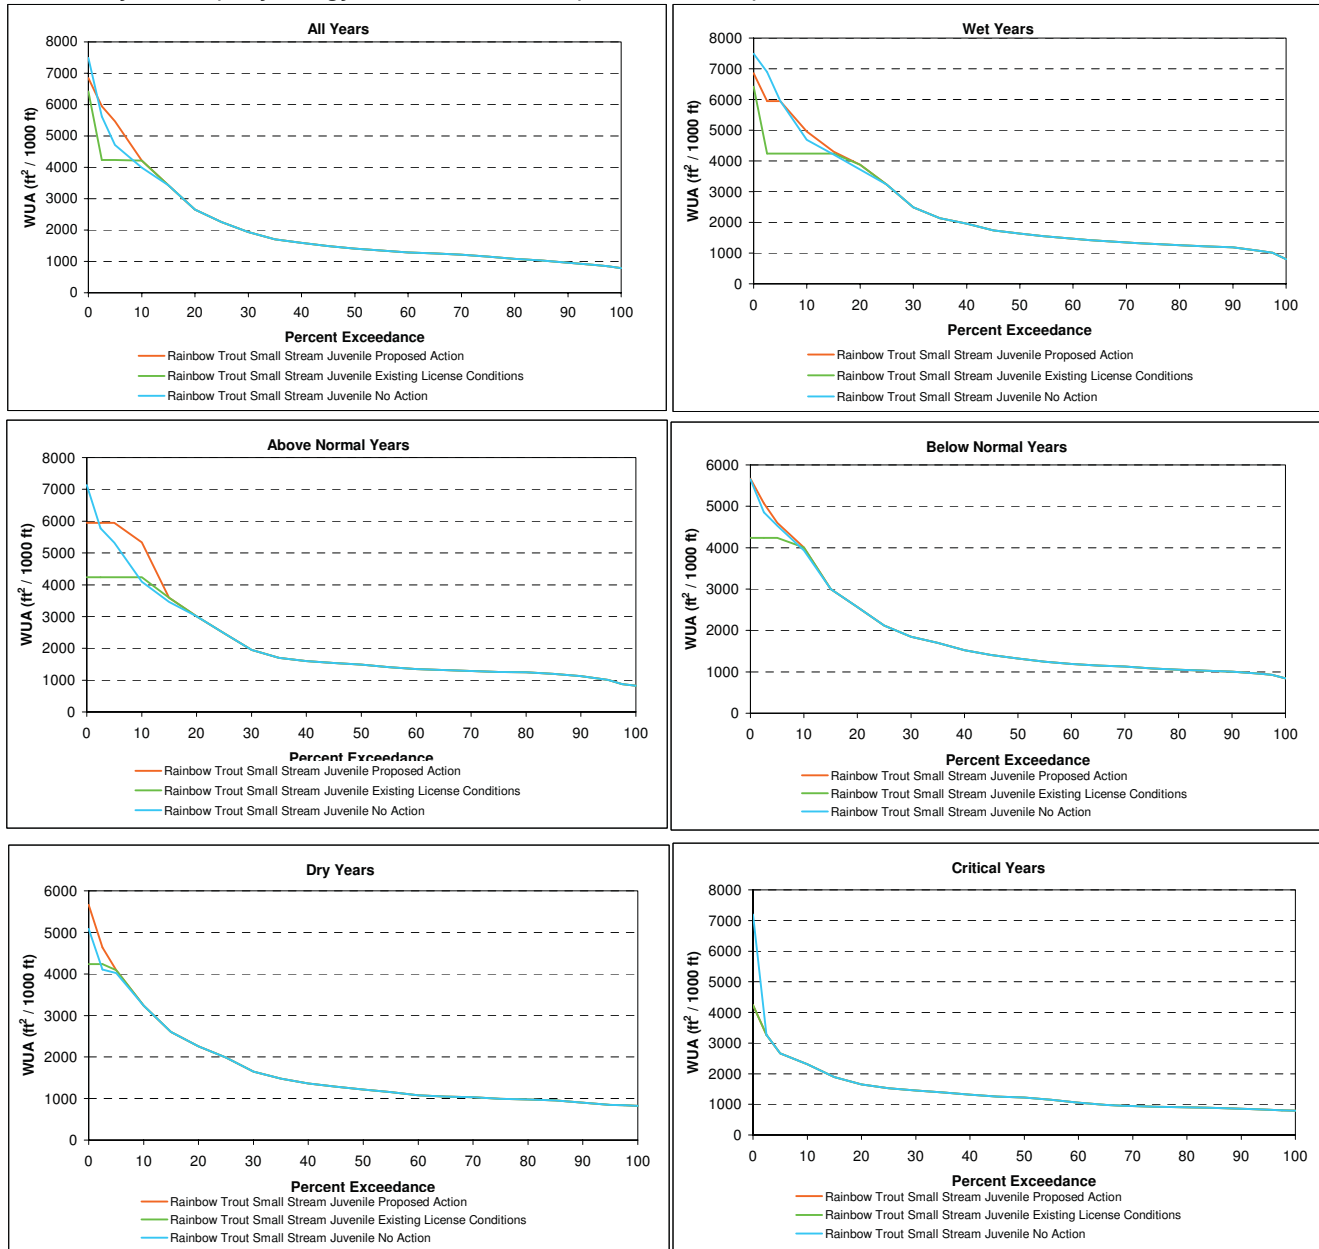 All Years
8000
7000
6000
5000
4000
3000
2000
1000
0
WUA (ft² / 1000 ft)
0 10 20 30 40 50 60 70 80 90 100
Percent Exceedance
Rainbow Trout Small Stream Juvenile Proposed Action
Rainbow Trout Small Stream Juvenile Existing License Conditions
Rainbow Trout Small Stream Juvenile No Action
Wet Years
8000
7000
6000
5000
4000
3000
2000
1000
0
WUA (ft² / 1000 ft)
0 10 20 30 40 50 60 70 80 90 100
Percent Exceedance
Rainbow Trout Small Stream Juvenile Proposed Action
Rainbow Trout Small Stream Juvenile Existing License Conditions
Rainbow Trout Small Stream Juvenile No Action
Above Normal Years
8000
7000
6000
5000
4000
3000
2000
1000
0
WUA (ft² / 1000 ft)
0 10 20 30 40 50 60 70 80 90 100
Percent Exceedance
Rainbow Trout Small Stream Juvenile Proposed Action
Rainbow Trout Small Stream Juvenile Existing License Conditions
Rainbow Trout Small Stream Juvenile No Action
Below Normal Years
6000
5000
4000
3000
2000
1000
0
WUA (ft² / 1000 ft)
0 10 20 30 40 50 60 70 80 90 100
Percent Exceedance
Rainbow Trout Small Stream Juvenile Proposed Action
Rainbow Trout Small Stream Juvenile Existing License Conditions
Rainbow Trout Small Stream Juvenile No Action
Dry Years
6000
5000
4000
3000
2000
1000
0
WUA (ft² / 1000 ft)
0 10 20 30 40 50 60 70 80 90 100
Percent Exceedance
Rainbow Trout Small Stream Juvenile Proposed Action
Rainbow Trout Small Stream Juvenile Existing License Conditions
Rainbow Trout Small Stream Juvenile No Action
Critical Years
8000
7000
6000
5000
4000
3000
2000
1000
0
WUA (ft² / 1000 ft)
0 10 20 30 40 50 60 70 80 90 100
Percent Exceedance
Rainbow Trout Small Stream Juvenile Proposed Action
Rainbow Trout Small Stream Juvenile Existing License Conditions
Rainbow Trout Small Stream Juvenile No Action